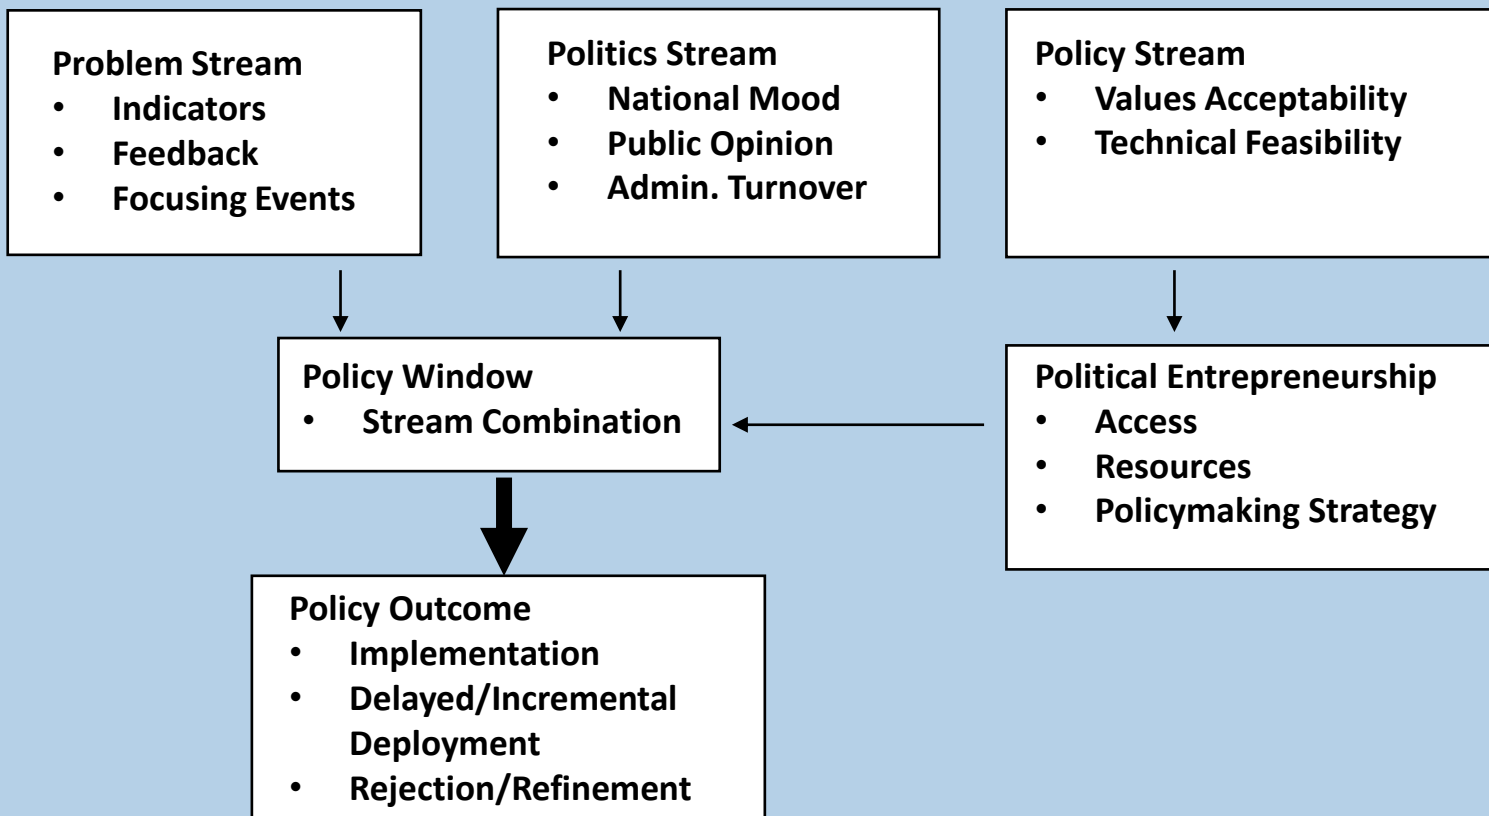 Problem Stream
• Indicators
• Feedback
• Focusing Events
Politics Stream
• National Mood
• Public Opinion
• Admin. Turnover
Policy Stream
• Values Acceptability
• Technical Feasibility
Policy Window
• Stream Combination
Political Entrepreneurship
• Access
• Resources
• Policymaking Strategy
Policy Outcome
• Implementation
• Delayed/Incremental
Deployment
• Rejection/Refinement